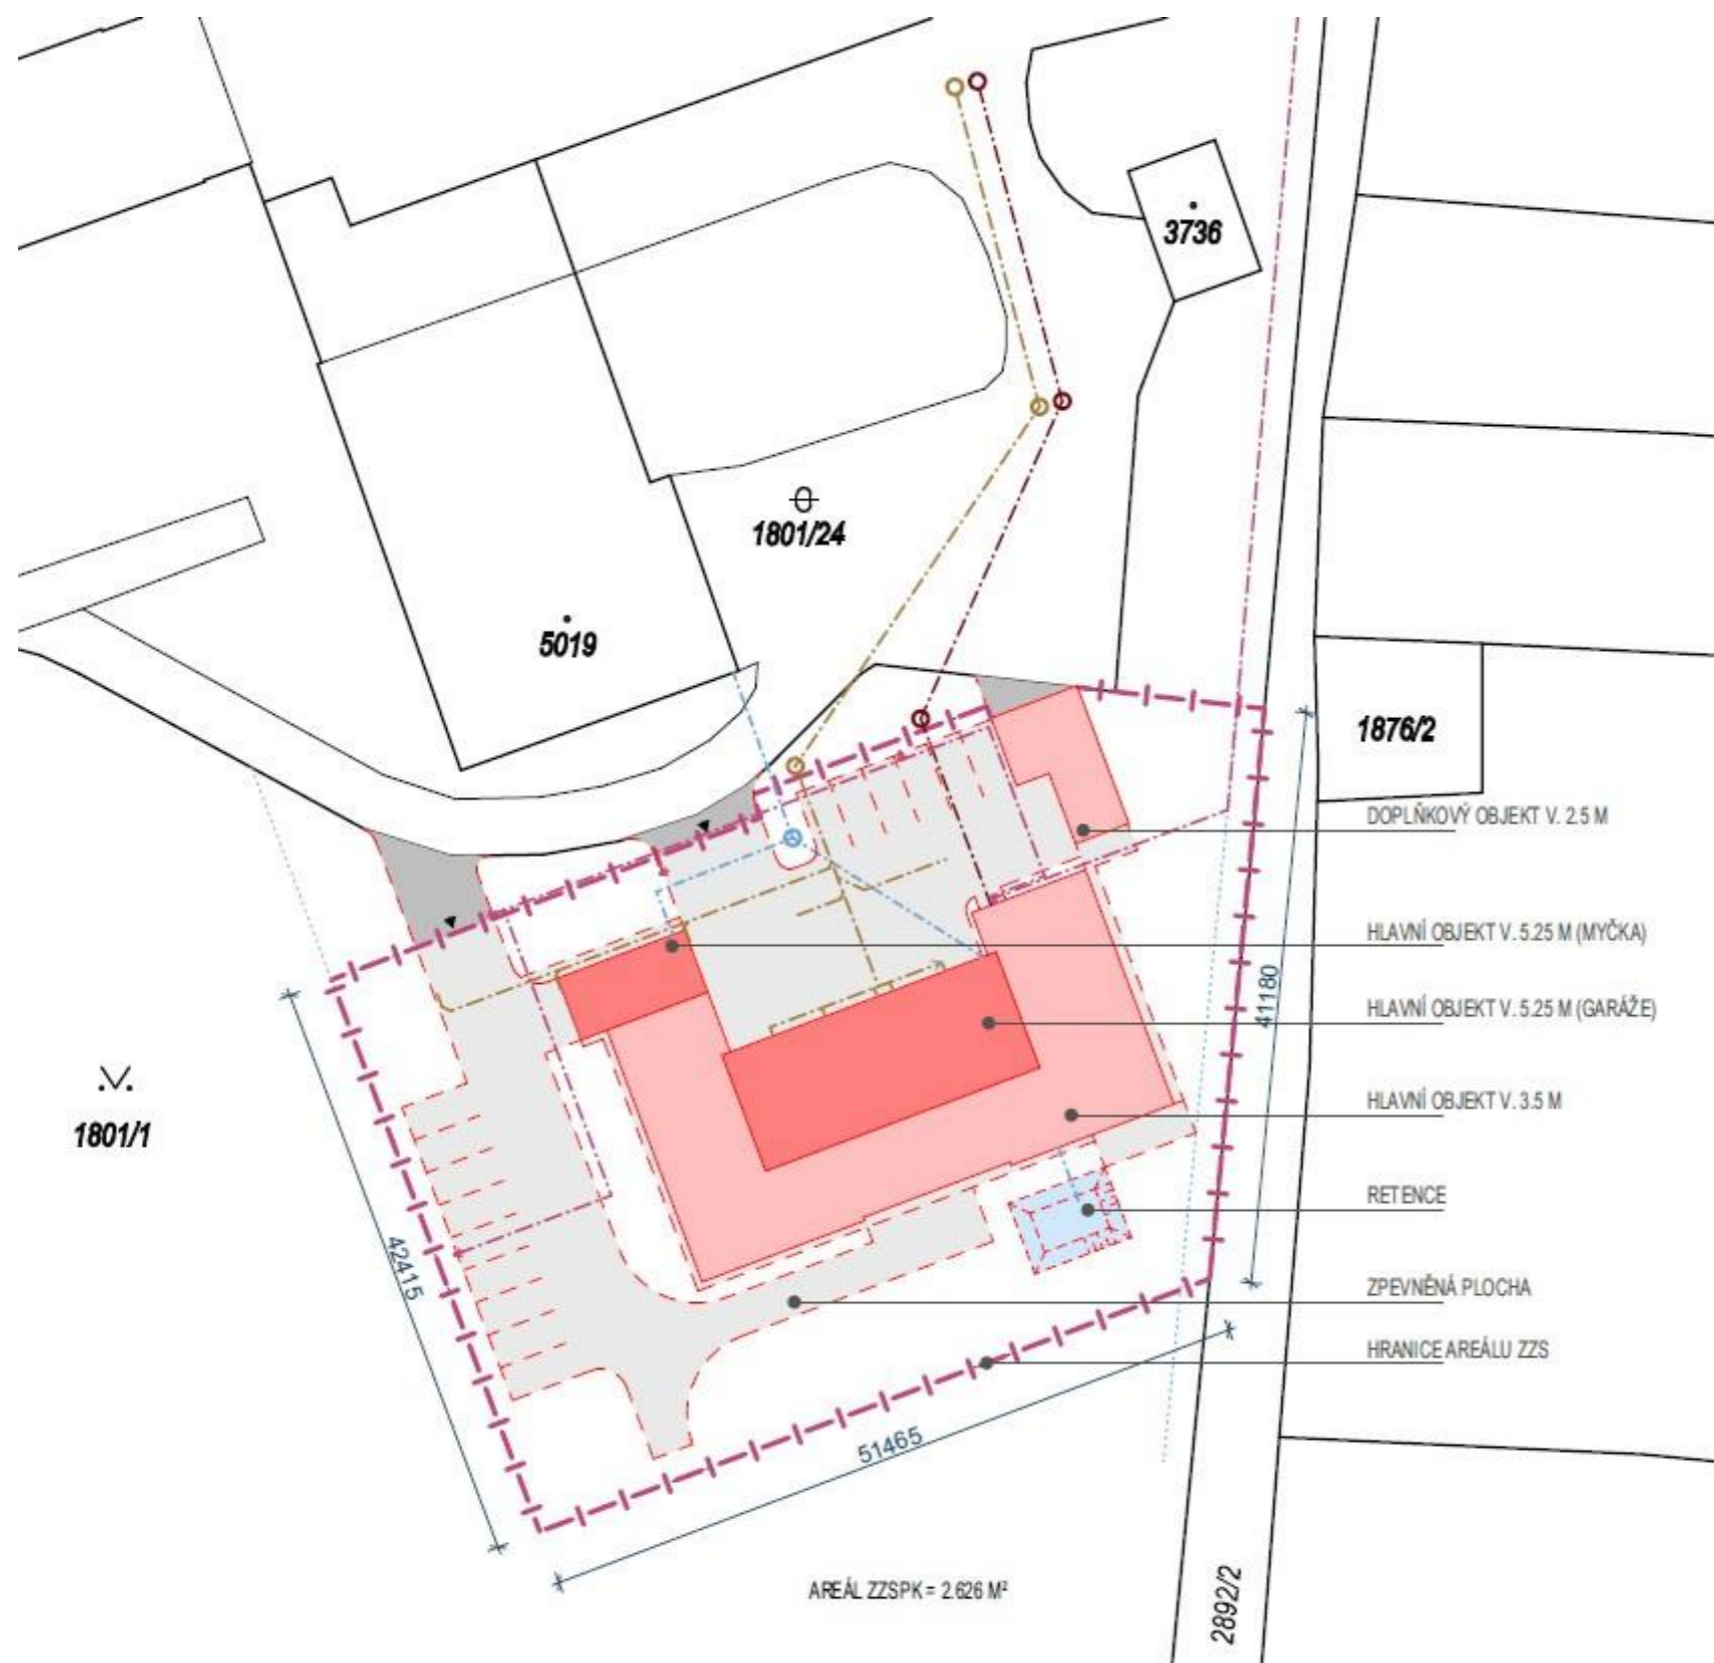 3736
1801/24
5019
1876/2
DOPLŇKOVÝ OBJEKT V. 2.5 M
HLAVNÍ OBJEKT V. 5.25 M (MYČKA)
41180
HLAVNÍ OBJEKT V. 5.25 M (GARÁŽE)
1801/1
HLAVNÍ OBJEKT V. 3.5 M
RETENCE
42415
ZPEVNĚNÁ PLOCHA
HRANICE AREÁLU ZZS
51465
AREÁL ZZSPK = 2.626 M²
2892/2